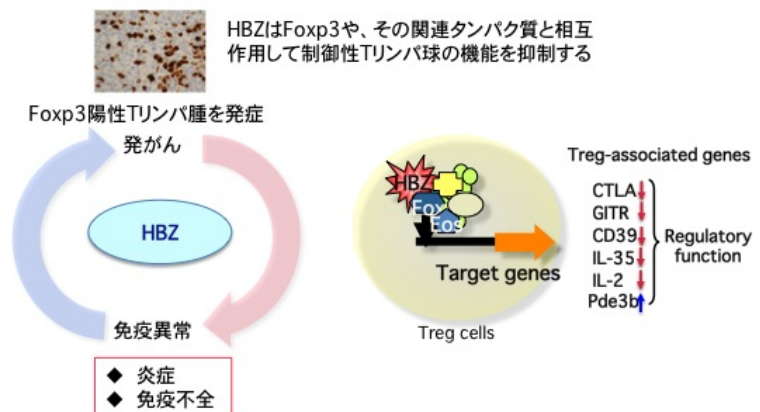 HBZはFoxp3や、その関連タンパク質と相互
作用して制御性Tリンパ球の機能を抑制する
Foxp3陽性Tリンパ腫を発症
発がん
HBZ
免疫異常
◆ 炎症
◆ 免疫不全
HBZ
Fox
Eos
Target genes
Treg cells
Treg-associated genes
CTLA
GITR
CD39
IL-35
IL-2
Pde3b
Regulatory
function